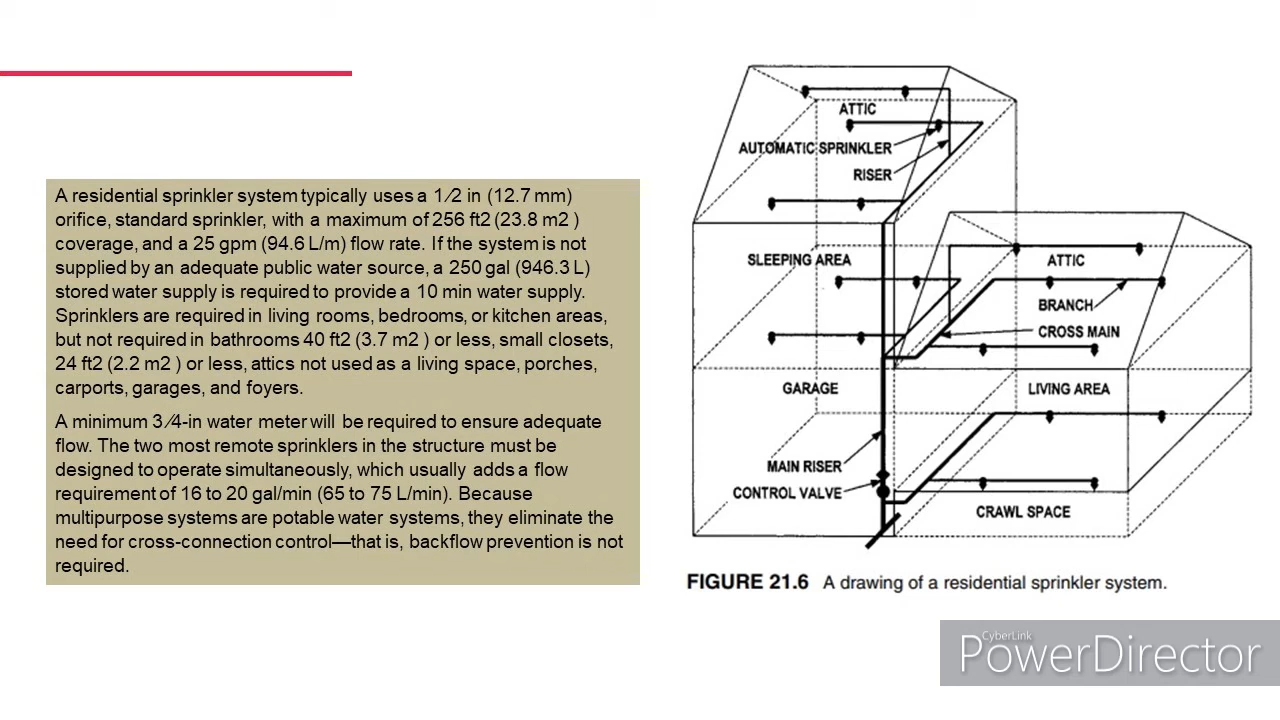 A residential sprinkler system typically uses a 1 ⁄2 in (12.7 mm)
orifice, standard sprinkler, with a maximum of 256 ft2 (23.8 m2 )
coverage, and a 25 gpm (94.6 L/m) flow rate. If the system is not
supplied by an adequate public water source, a 250 gal (946.3 L)
stored water supply is required to provide a 10 min water supply.
Sprinklers are required in living rooms, bedrooms, or kitchen areas,
but not required in bathrooms 40 ft2 (3.7 m2 ) or less, small closets,
24 ft2 (2.2 m2 ) or less, attics not used as a living space, porches,
carports, garages, and foyers.
A minimum 3 ⁄4-in water meter will be required to ensure adequate
flow. The two most remote sprinklers in the structure must be
designed to operate simultaneously, which usually adds a flow
requirement of 16 to 20 gal/min (65 to 75 L/min). Because
multipurpose systems are potable water systems, they eliminate the
need for cross-connection control—that is, backflow prevention is not
required.
ATTIC
AUTOMATIC SPRINKLER
RISER
SLEEPING AREA
ATTIC
BRANCH
CROSS MAIN
GARAGE
LIVING AREA
MAIN RISER
CONTROL VALVE
CRAWL SPACE
FIGURE 21.6 A drawing of a residential sprinkler system.
CyberLink
PowerDirector